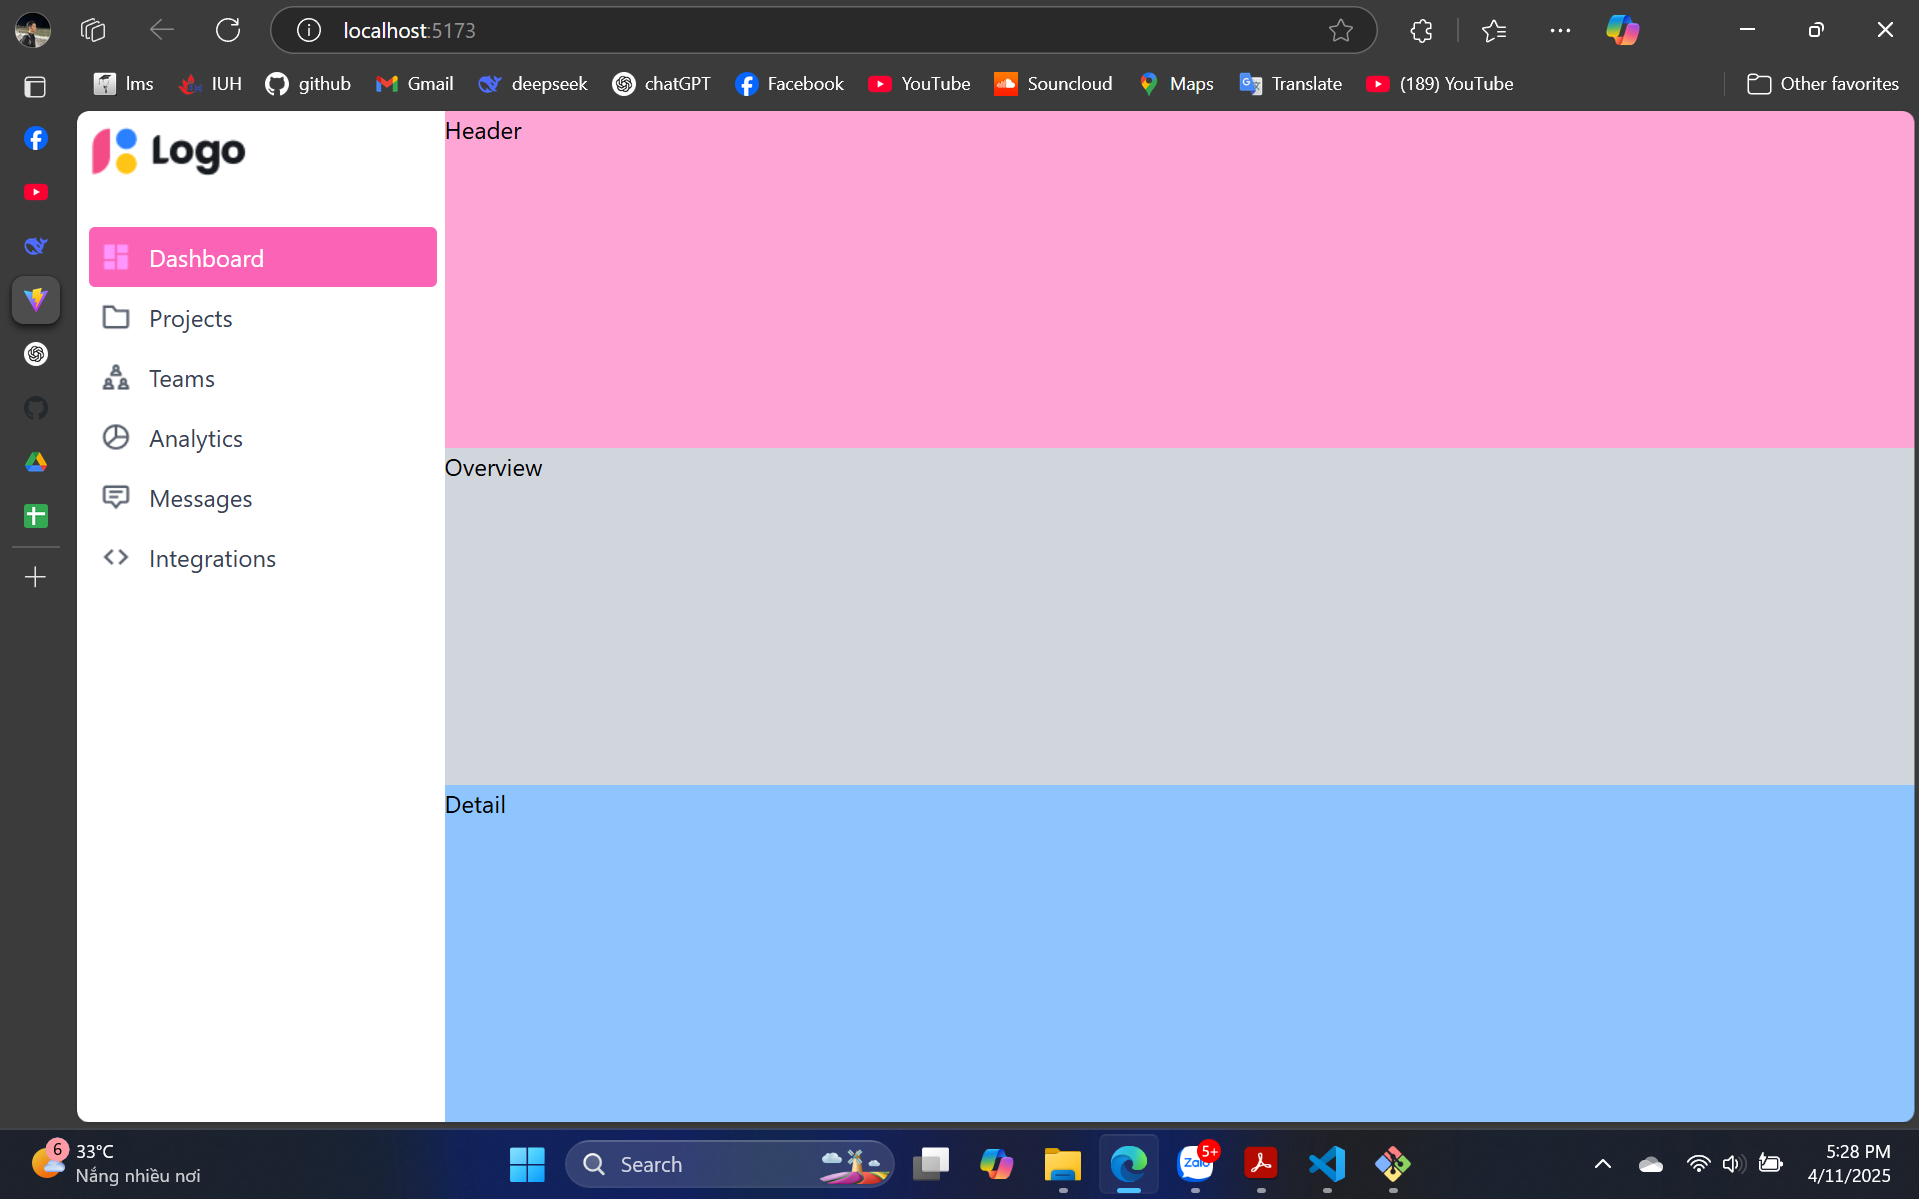 localhost:5173
lms IUH github Gmail deepseek chatGPT Facebook YouTube Souncloud Maps Translate (189) YouTube Other favorites
Logo
Dashboard
Projects
Teams
Analytics
Messages
Integrations
Header
Overview
Detail
6
33°C
Nắng nhiều nơi
Search
Zalo
5+
5:28 PM
4/11/2025